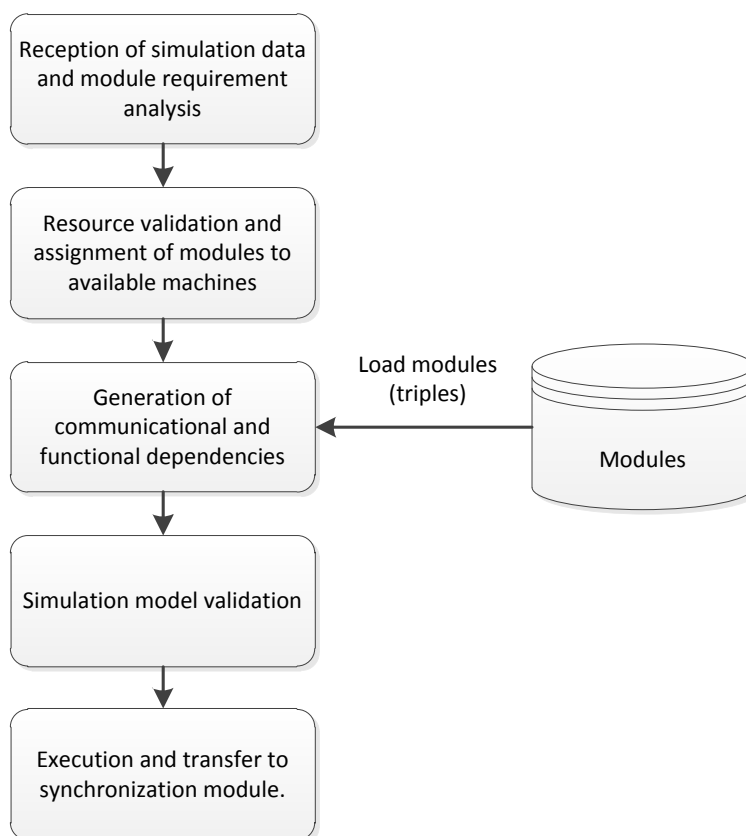 Reception of simulation data
and module requirement
analysis
Resource validation and
assignment of modules to
available machines
Load modules
(triples)
Generation of
communicational and
functional dependencies
Modules
Simulation model validation
Execution and transfer to
synchronization module.